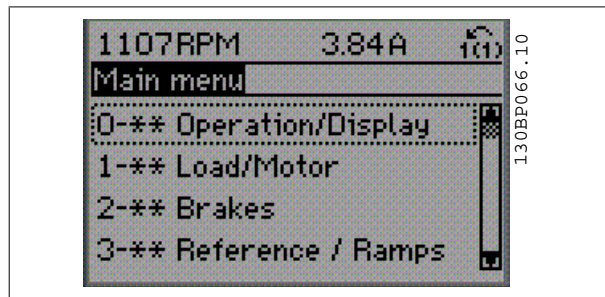 1107RPM 3.84A 1(1)
Main menu
0-** Operation/Display
1-** Load/Motor
2-** Brakes
3-** Reference / Ramps
130BP066.10